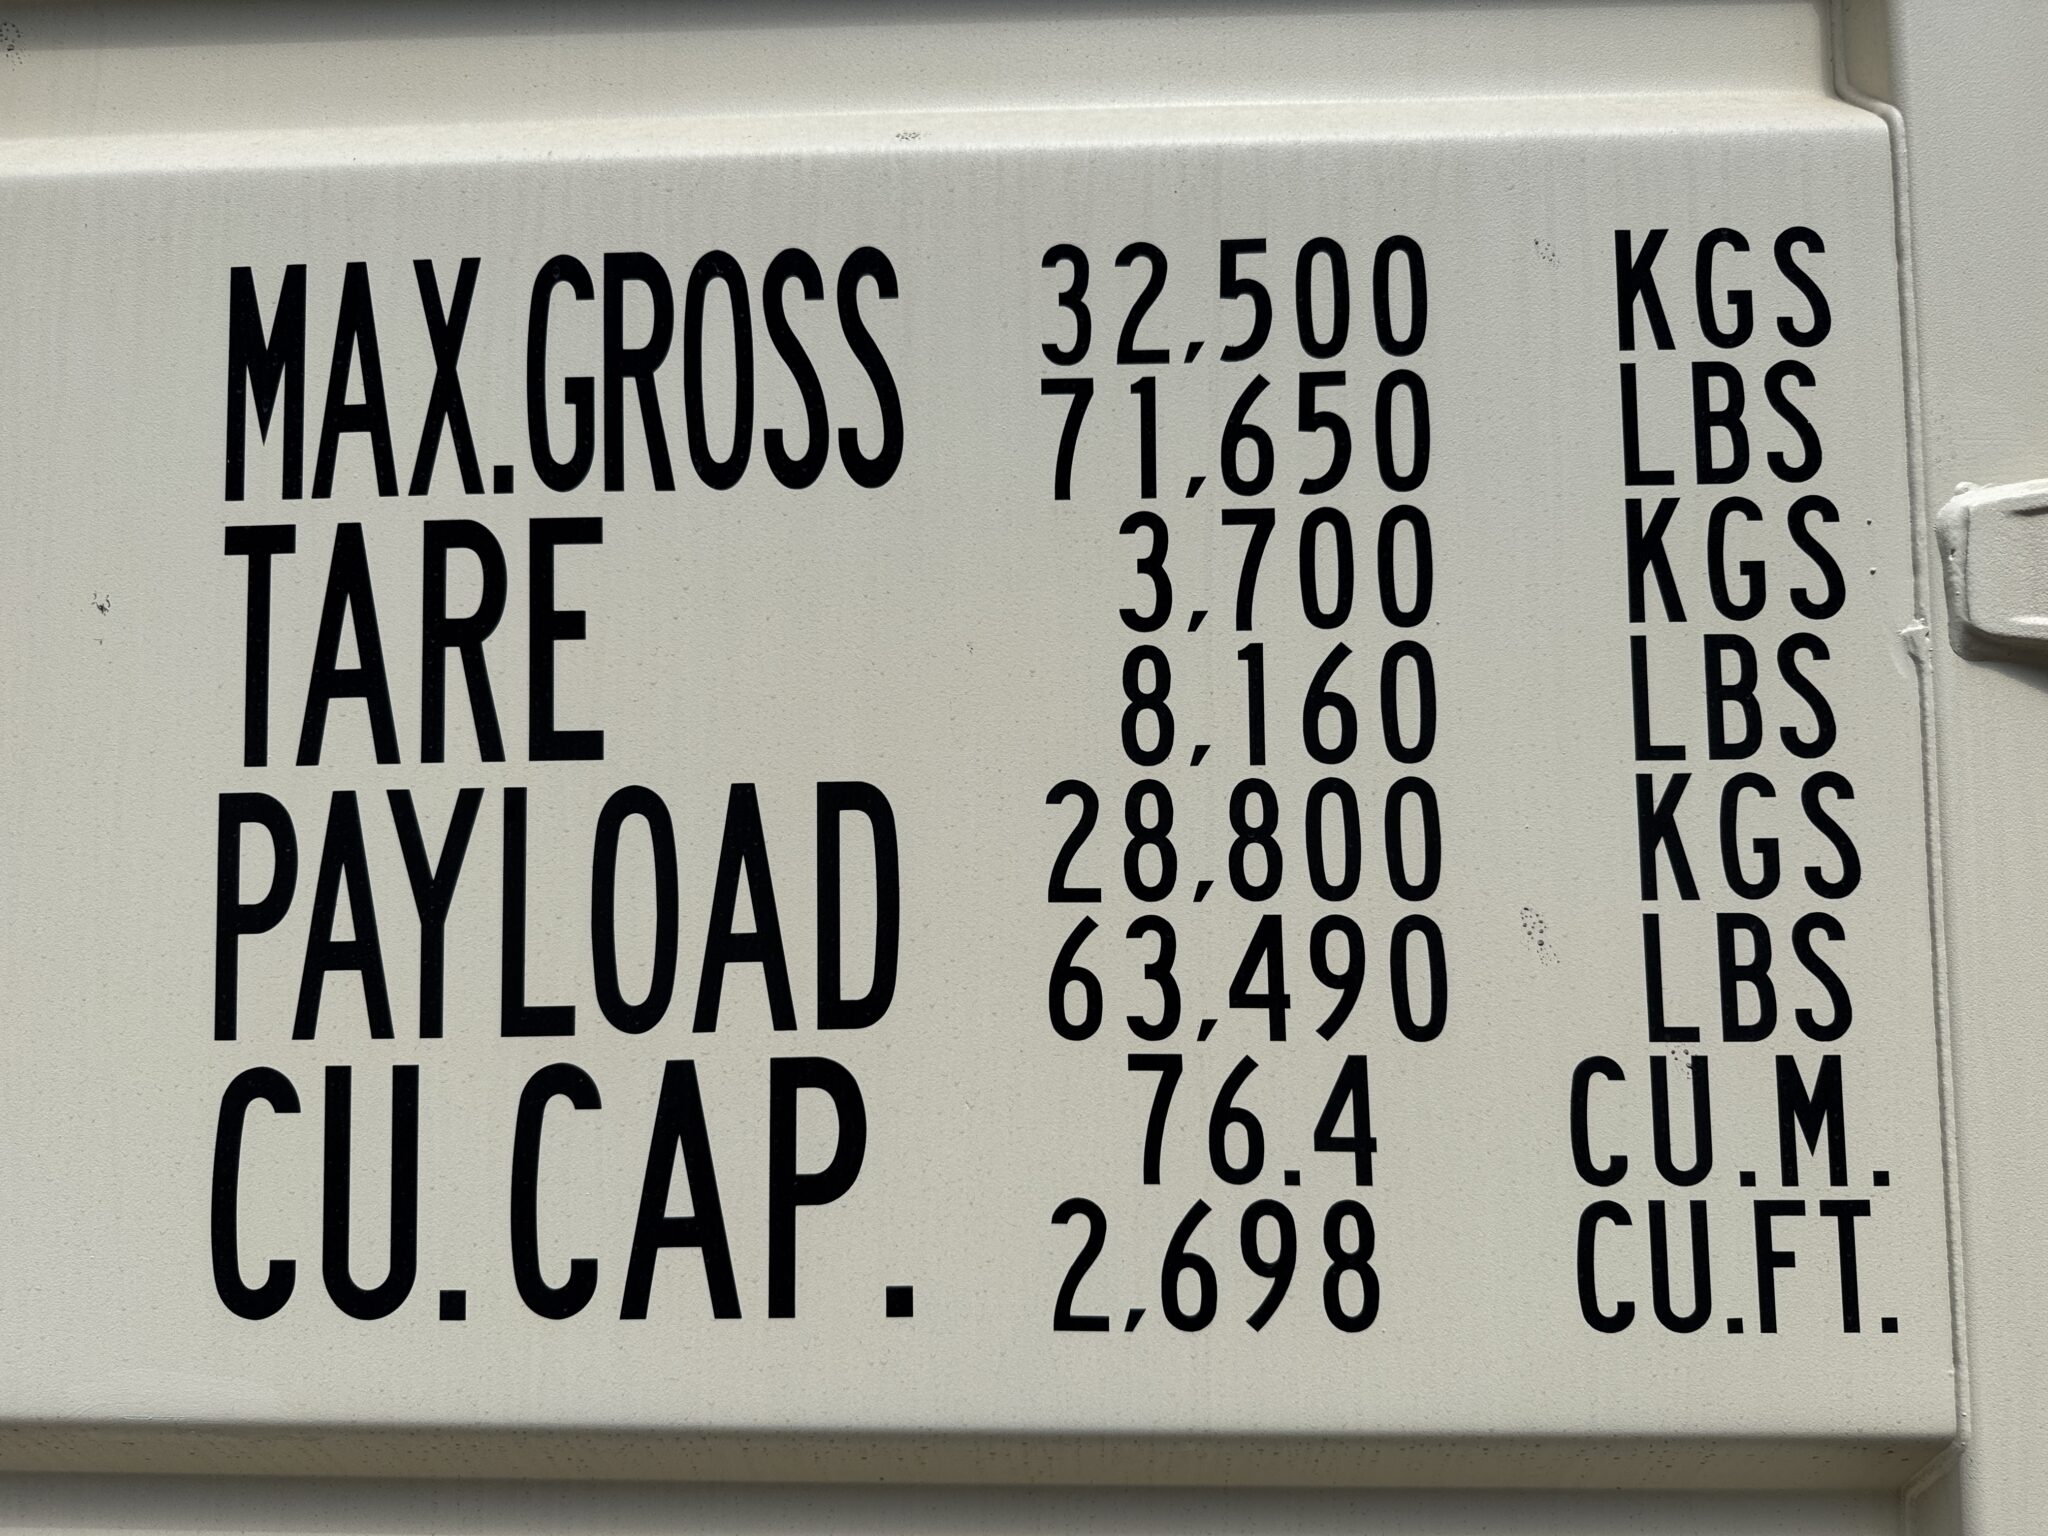 MAX.GROSS 32,500 KGS
71,650 LBS
TARE 3,700 KGS
8,160 LBS
PAYLOAD 28,800 KGS
63,490 LBS
CU.CAP. 76.4 CU.M.
2,698 CU.FT.